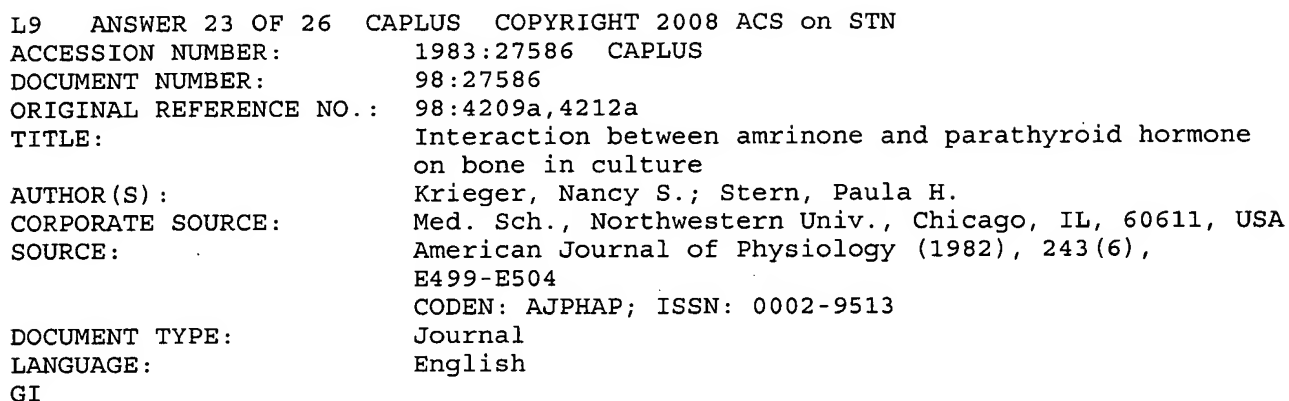 L9 ANSWER 23 OF 26 CAPLUS COPYRIGHT 2008 ACS on STN
ACCESSION NUMBER: 1983:27586 CAPLUS
DOCUMENT NUMBER: 98:27586
ORIGINAL REFERENCE NO.: 98:4209a,4212a
TITLE: Interaction between amrinone and parathyroid hormone
on bone in culture
AUTHOR(S): Krieger, Nancy S.; Stern, Paula H.
CORPORATE SOURCE: Med. Sch., Northwestern Univ., Chicago, IL, 60611, USA
SOURCE: American Journal of Physiology (1982), 243(6),
E499-E504
CODEN: AJPHAP; ISSN: 0002-9513
DOCUMENT TYPE: Journal
LANGUAGE: English
GI